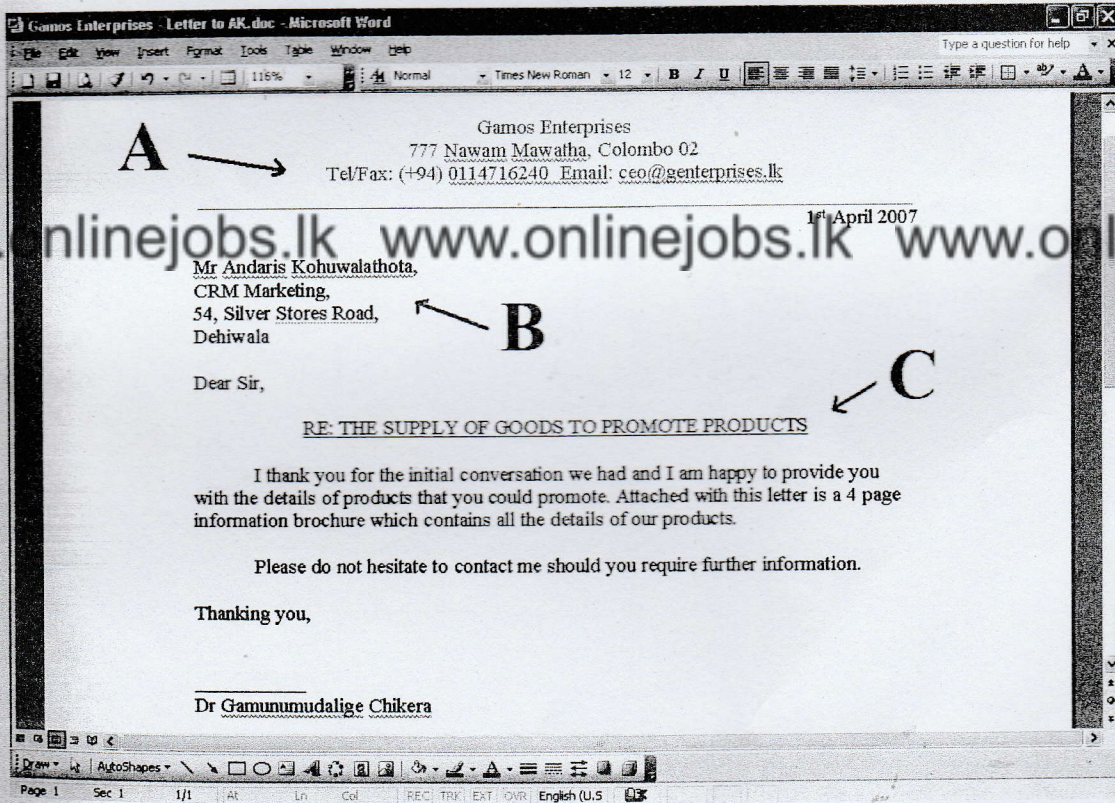 Gamos Enterprises - Letter to AK.doc - Microsoft Word
File Edit View Insert Format Tools Table Window Help Type a question for help
116% Normal Times New Roman 12 B I U
A
Gamos Enterprises
777 Nawam Mawatha, Colombo 02
Tel/Fax: (+94) 0114716240 Email: ceo@genterprises.lk
1st April 2007
onlinejobs.lk www.onlinejobs.lk www.onl
Mr Andaris Kohuwalathota,
CRM Marketing,
54, Silver Stores Road,
Dehiwala
B
Dear Sir,
C
RE: THE SUPPLY OF GOODS TO PROMOTE PRODUCTS
I thank you for the initial conversation we had and I am happy to provide you
with the details of products that you could promote. Attached with this letter is a 4 page
information brochure which contains all the details of our products.
Please do not hesitate to contact me should you require further information.
Thanking you,
Dr Gamunumudalige Chikera
Draw AutoShapes
Page 1 Sec 1 1/1 At Ln Col REC TRK EXT OVR English (U.S